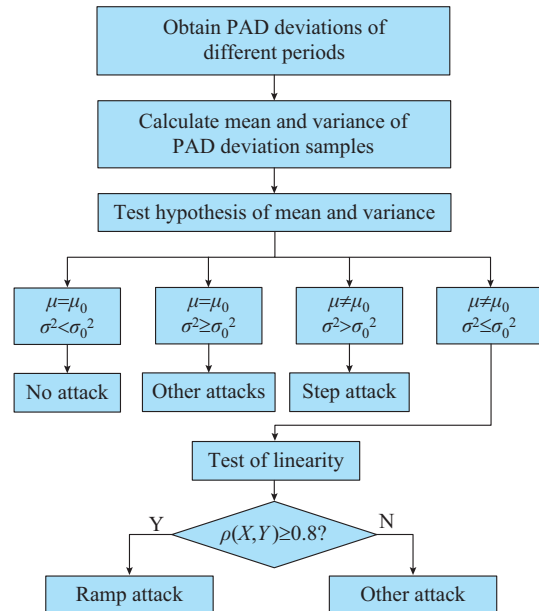 Obtain PAD deviations of
different periods
Calculate mean and variance of
PAD deviation samples
Test hypothesis of mean and variance
μ=μ₀
σ²<σ₀²
μ=μ₀
σ²≥σ₀²
μ≠μ₀
σ²>σ₀²
μ≠μ₀
σ²≤σ₀²
No attack
Other attacks
Step attack
Test of linearity
Y
ρ(X,Y)≥0.8?
N
Ramp attack
Other attack